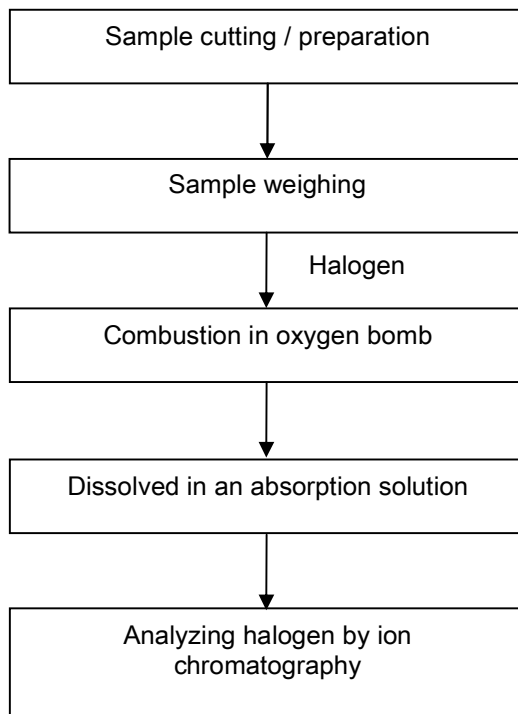 Sample cutting / preparation
Sample weighing
Halogen
Combustion in oxygen bomb
Dissolved in an absorption solution
Analyzing halogen by ion
chromatography